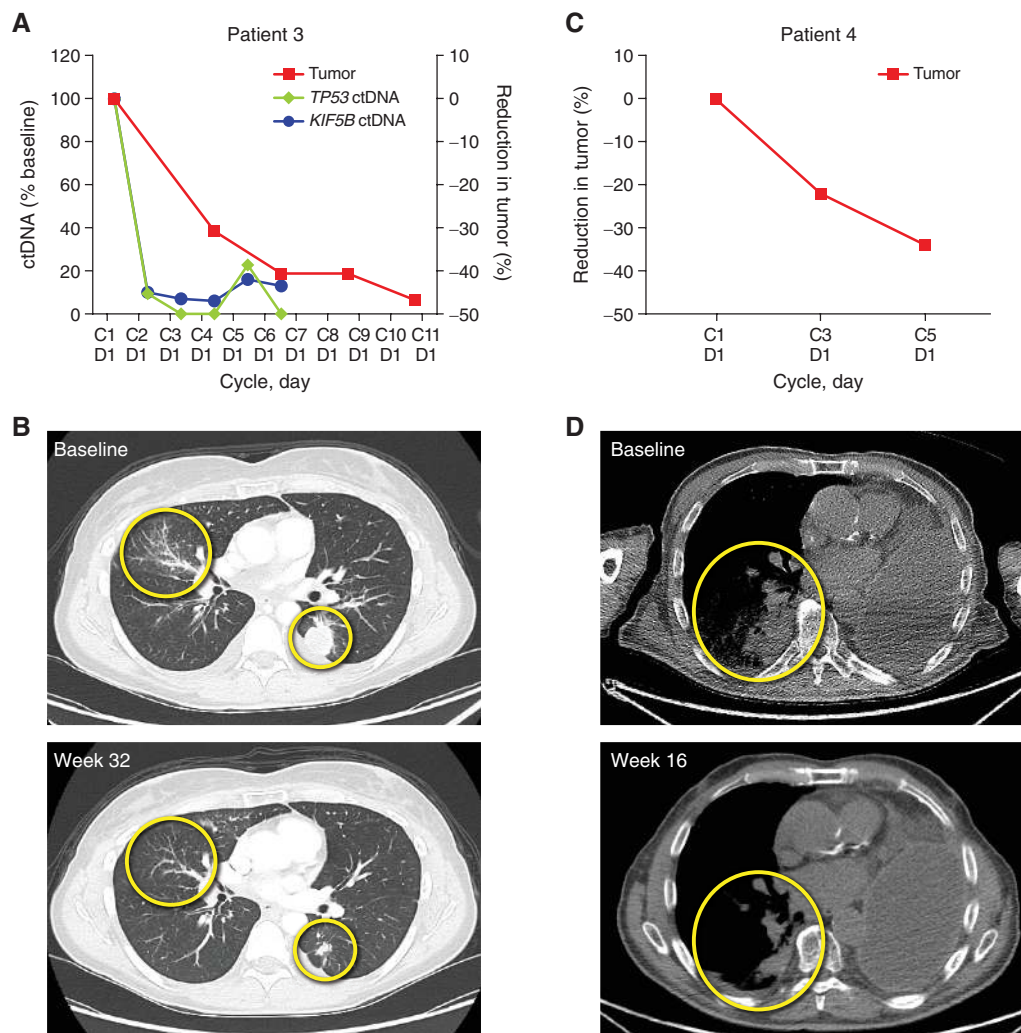 A
Patient 3
120
100
80
60
40
20
0
ctDNA (% baseline)
10
0
−10
−20
−30
−40
−50
Reduction in tumor (%)
Tumor
TP53 ctDNA
KIF5B ctDNA
C1 C2 C3 C4 C5 C6 C7 C8 C9 C10 C11
D1 D1 D1 D1 D1 D1 D1 D1 D1 D1 D1
Cycle, day
C
Patient 4
10
0
−10
−20
−30
−40
−50
Reduction in tumor (%)
Tumor
C1 C3 C5
D1 D1 D1
Cycle, day
B
Baseline
Week 32
D
Baseline
Week 16